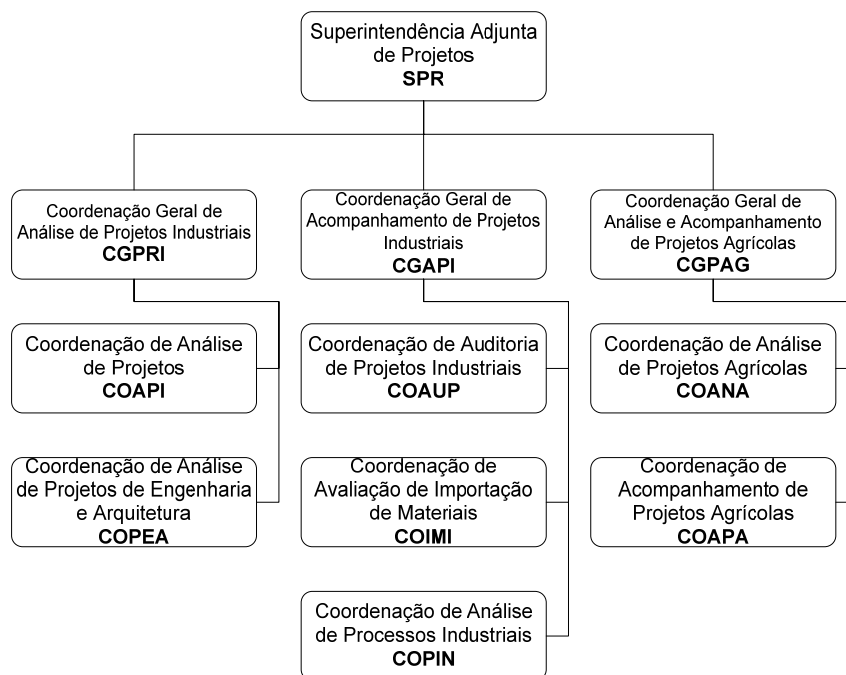 Superintendência Adjunta
de Projetos
SPR
Coordenação Geral de
Análise de Projetos Industriais
CGPRI
Coordenação Geral de
Acompanhamento de Projetos
Industriais
CGAPI
Coordenação Geral de
Análise e Acompanhamento
de Projetos Agrícolas
CGPAG
Coordenação de Análise
de Projetos
COAPI
Coordenação de Auditoria
de Projetos Industriais
COAUP
Coordenação de Análise
de Projetos Agrícolas
COANA
Coordenação de Análise
de Projetos de Engenharia
e Arquitetura
COPEA
Coordenação de
Avaliação de Importação
de Materiais
COIMI
Coordenação de
Acompanhamento de
Projetos Agrícolas
COAPA
Coordenação de Análise
de Processos Industriais
COPIN